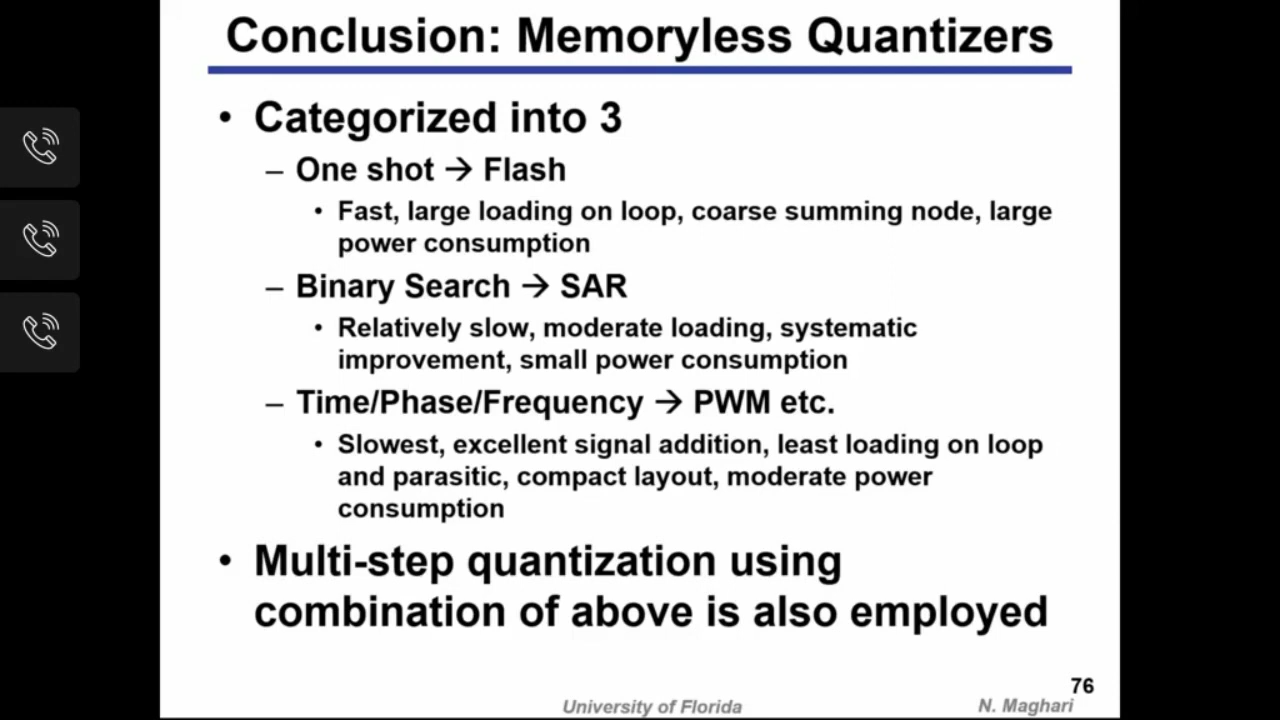 Conclusion: Memoryless Quantizers
• Categorized into 3
– One shot → Flash
• Fast, large loading on loop, coarse summing node, large
power consumption
– Binary Search → SAR
• Relatively slow, moderate loading, systematic
improvement, small power consumption
– Time/Phase/Frequency → PWM etc.
• Slowest, excellent signal addition, least loading on loop
and parasitic, compact layout, moderate power
consumption
• Multi-step quantization using
combination of above is also employed
76
University of Florida
N. Maghari